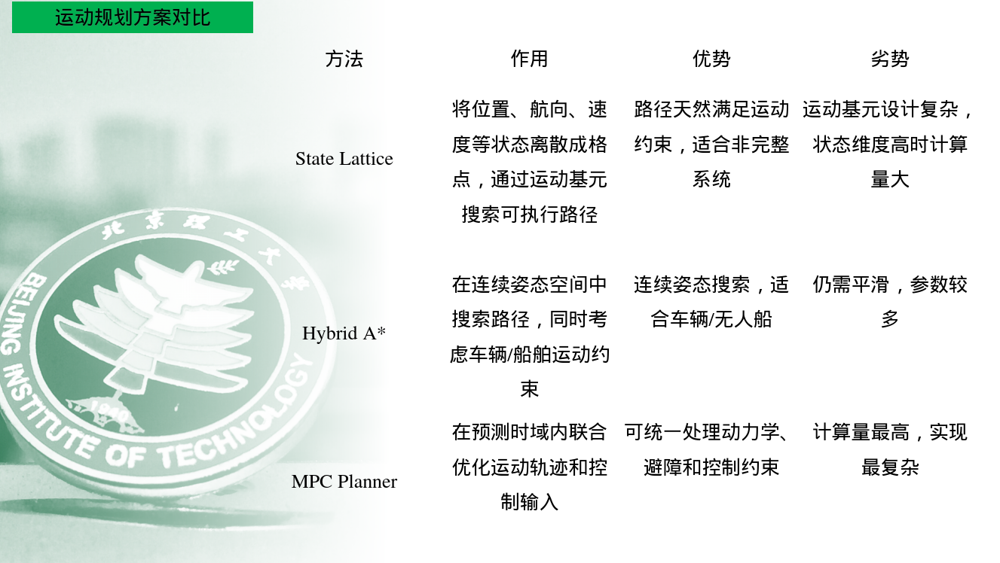 运动规划方案对比
方法
作用
优势
劣势
State Lattice
将位置、航向、速
度等状态离散成格
点，通过运动基元
搜索可执行路径
路径天然满足运动
约束，适合非完整
系统
运动基元设计复杂，
状态维度高时计算
量大
Hybrid A*
在连续姿态空间中
搜索路径，同时考
虑车辆/船舶运动约
束
连续姿态搜索，适
合车辆/无人船
仍需平滑，参数较
多
MPC Planner
在预测时域内联合
优化运动轨迹和控
制输入
可统一处理动力学、
避障和控制约束
计算量最高，实现
最复杂
北京理工大学
BEIJING INSTITUTE OF TECHNOLOGY
1940